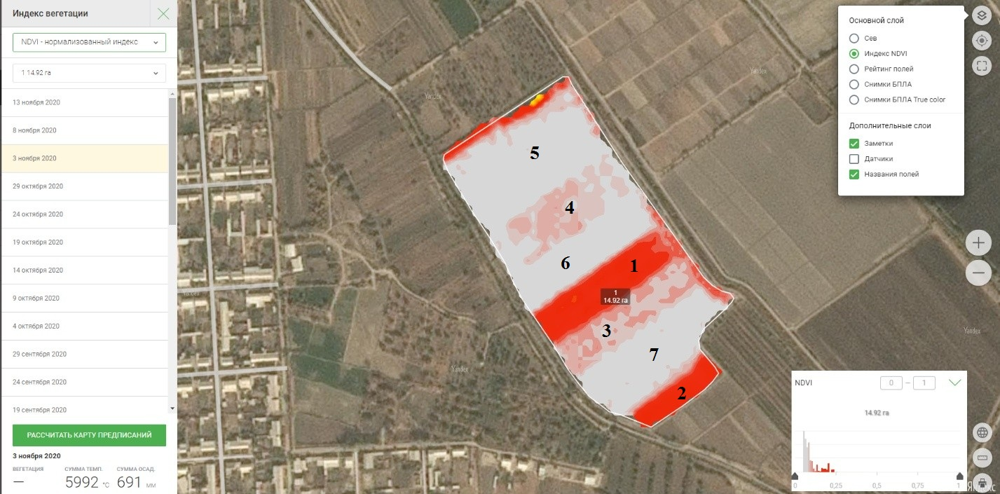 Индекс вегетации
NDVI - нормализованный индекс
1 14.92 га
13 ноября 2020
8 ноября 2020
3 ноября 2020
29 октября 2020
24 октября 2020
19 октября 2020
14 октября 2020
9 октября 2020
4 октября 2020
29 сентября 2020
24 сентября 2020
19 сентября 2020
РАССЧИТАТЬ КАРТУ ПРЕДПИСАНИЙ
3 ноября 2020
ВЕГЕТАЦИЯ СУММА ТЕМП. СУММА ОСАД.
— 5992 °C 691 мм
Yandex
Yandex
5
4
6
1
1
14.92 га
3
7
2
Yandex
Yandex
Yandex
Основной слой
Сев
Индекс NDVI
Рейтинг полей
Снимки БПЛА
Снимки БПЛА True color
Дополнительные слои
Заметки
Датчики
Названия полей
NDVI 0 – 1
14.92 га
0 0,25 0,5 0,75 1